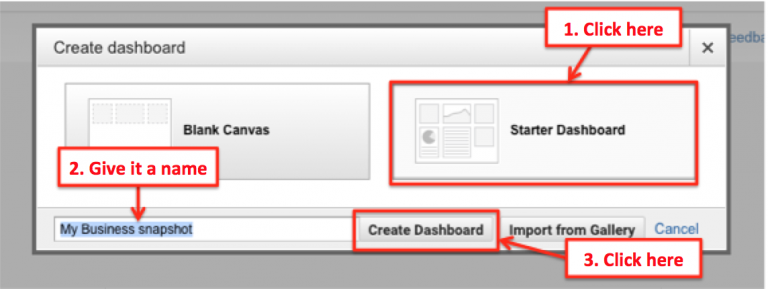 1. Click here
Create dashboard
×
Blank Canvas
Starter Dashboard
2. Give it a name
My Business snapshot
Create Dashboard
Import from Gallery
Cancel
3. Click here